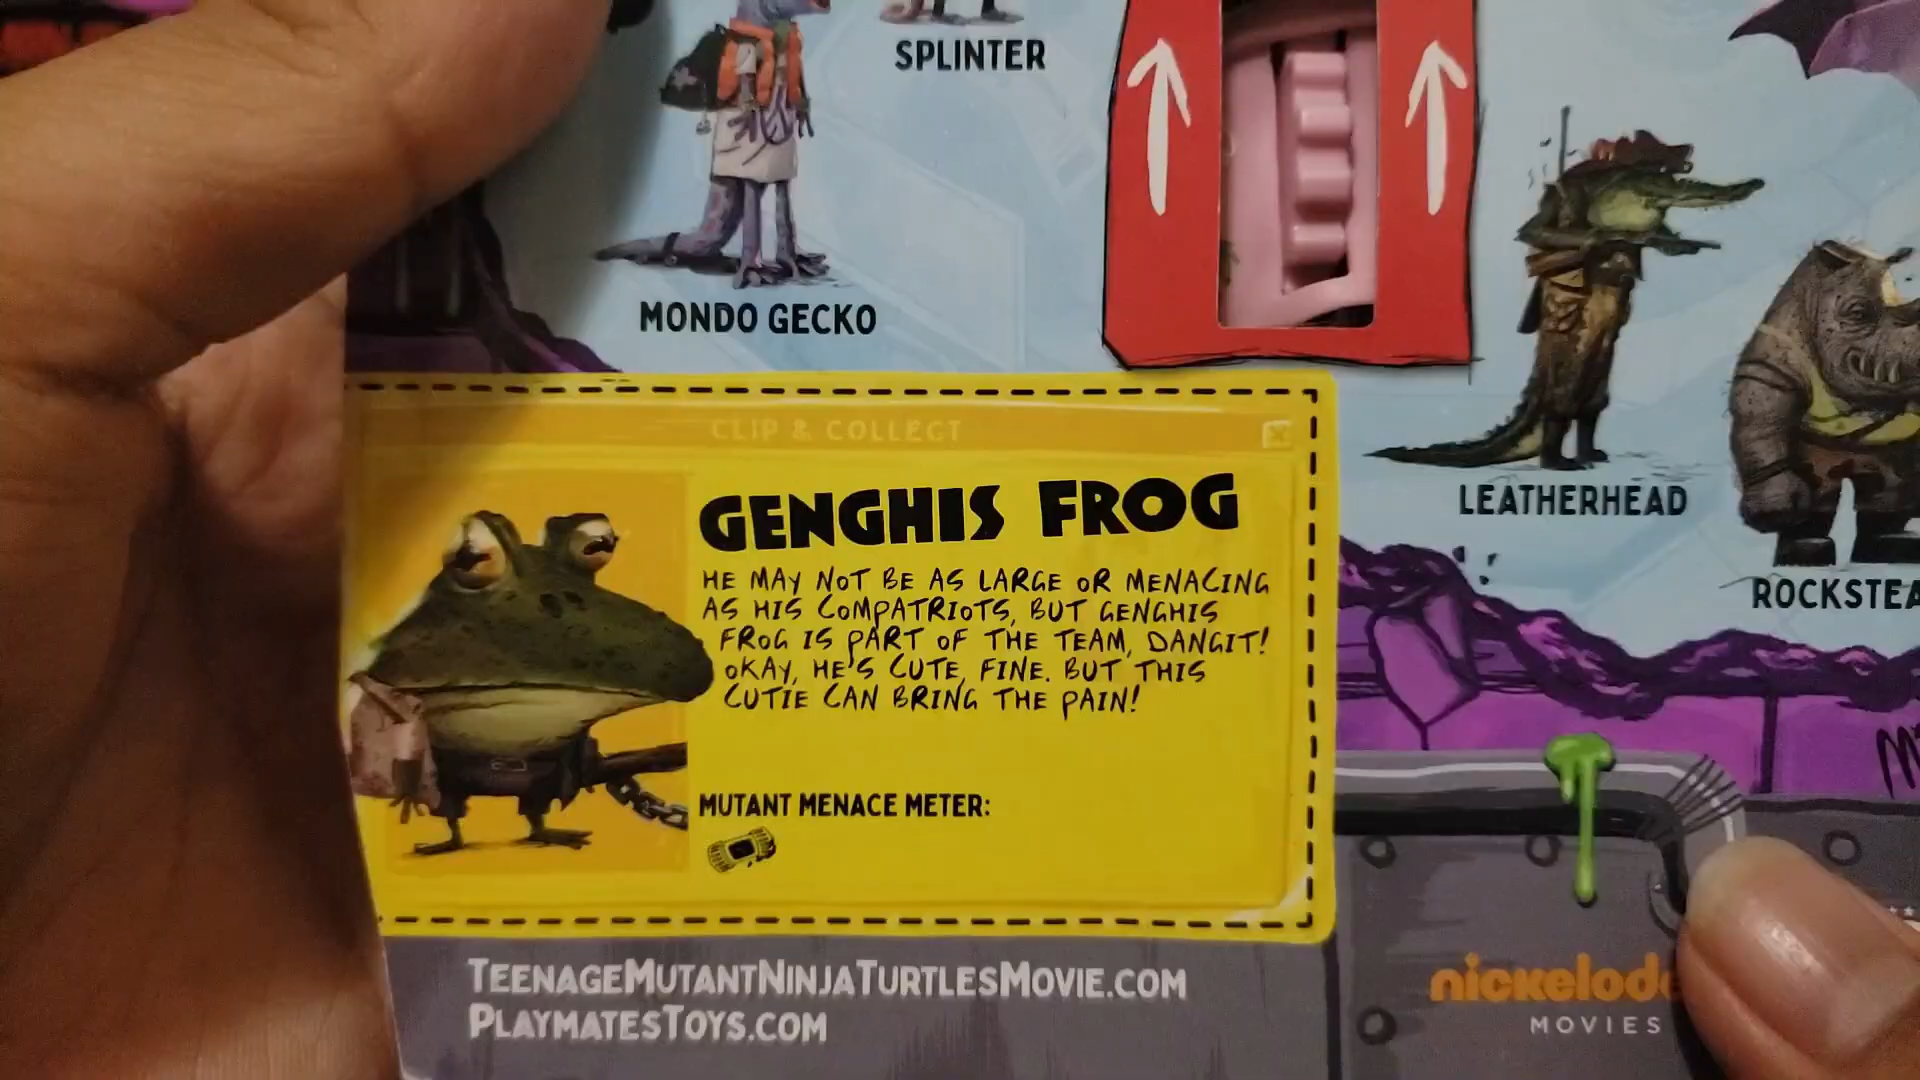 SPLINTER
MONDO GECKO
LEATHERHEAD
CLIP & COLLECT
GENGHIS FROG
HE MAY NOT BE AS LARGE OR MENACING
AS HIS COMPATRIOTS, BUT GENGHIS
FROG IS PART OF THE TEAM, DANGIT!
OKAY, HE'S CUTE, FINE. BUT THIS
CUTIE CAN BRING THE PAIN!
MUTANT MENACE METER:
TEENAGEMUTANTNINJATURTLESMOVIE.COM
PLAYMATESTOYS.COM
MOVIES